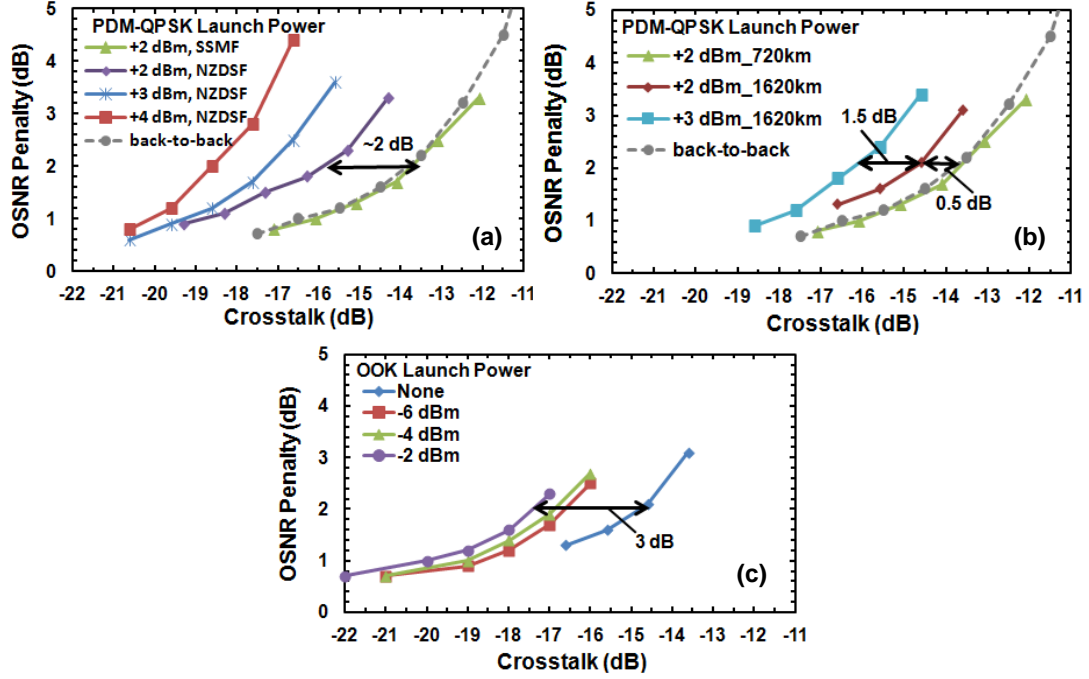 PDM-QPSK Launch Power
+2 dBm, SSMF
+2 dBm, NZDSF
+3 dBm, NZDSF
+4 dBm, NZDSF
back-to-back
~2 dB
(a)
OSNR Penalty (dB)
5
4
3
2
1
0
-22 -21 -20 -19 -18 -17 -16 -15 -14 -13 -12 -11
Crosstalk (dB)
PDM-QPSK Launch Power
+2 dBm_720km
+2 dBm_1620km
+3 dBm_1620km
back-to-back
1.5 dB
0.5 dB
(b)
OSNR Penalty (dB)
5
4
3
2
1
0
-22 -21 -20 -19 -18 -17 -16 -15 -14 -13 -12 -11
Crosstalk (dB)
OOK Launch Power
None
-6 dBm
-4 dBm
-2 dBm
3 dB
(c)
OSNR Penalty (dB)
5
4
3
2
1
0
-22 -21 -20 -19 -18 -17 -16 -15 -14 -13 -12 -11
Crosstalk (dB)